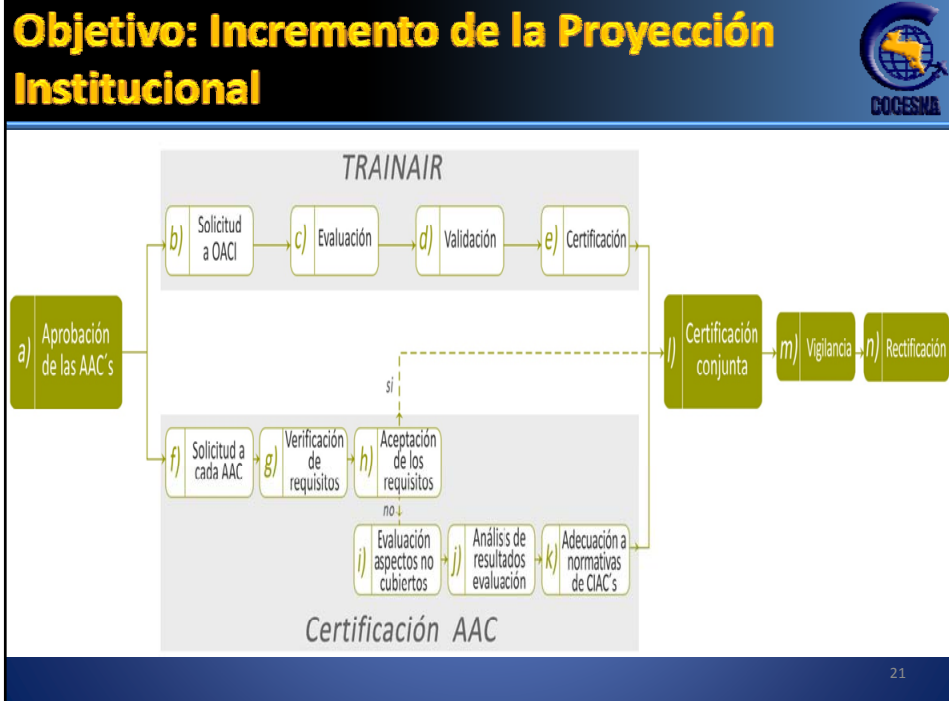 Objetivo: Incremento de la Proyección
Institucional
COCESNA
TRAINAIR
b) Solicitud
a OACI
c) Evaluación
d) Validación
e) Certificación
a) Aprobación
de las AAC´s
si
l) Certificación
conjunta
m) Vigilancia
n) Rectificación
f) Solicitud a
cada AAC
g) Verificación
de
requisitos
h) Aceptación
de los
requisitos
no
i) Evaluación
aspectos no
cubiertos
j) Análisis de
resultados
evaluación
k) Adecuación a
normativas
de CIAC´s
Certificación AAC
21